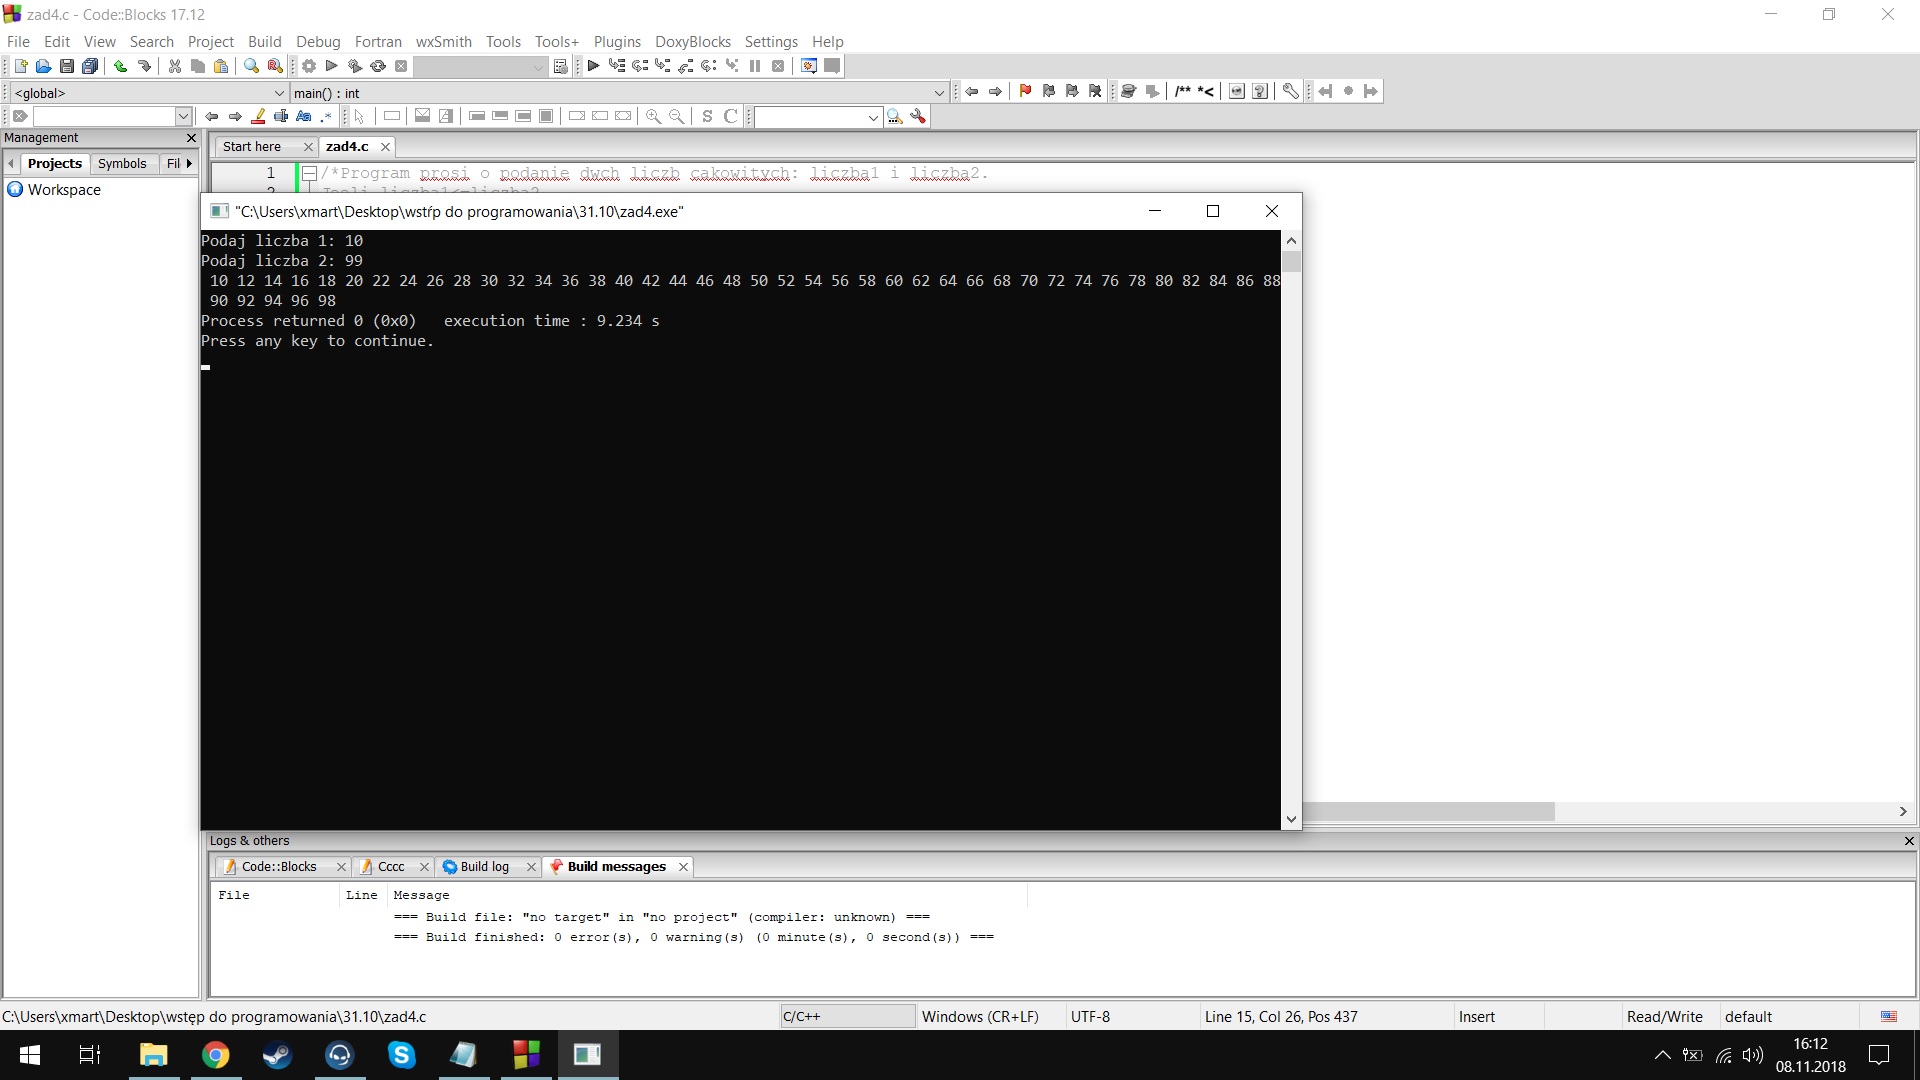 zad4.c - Code::Blocks 17.12
File Edit View Search Project Build Debug Fortran wxSmith Tools Tools+ Plugins DoxyBlocks Settings Help
<global> main() : int /** *<
Aa .* S C
Management
Projects Symbols Fil
Workspace
Start here zad4.c
1 /*Program prosi o podanie dwch liczb cakowitych: liczba1 i liczba2.
"C:\Users\xmart\Desktop\wstŕp do programowania\31.10\zad4.exe"
Podaj liczba 1: 10
Podaj liczba 2: 99
10 12 14 16 18 20 22 24 26 28 30 32 34 36 38 40 42 44 46 48 50 52 54 56 58 60 62 64 66 68 70 72 74 76 78 80 82 84 86 88
90 92 94 96 98
Process returned 0 (0x0)   execution time : 9.234 s
Press any key to continue.
Logs & others
Code::Blocks Cccc Build log Build messages
File Line Message
=== Build file: "no target" in "no project" (compiler: unknown) ===
=== Build finished: 0 error(s), 0 warning(s) (0 minute(s), 0 second(s)) ===
C:\Users\xmart\Desktop\wstęp do programowania\31.10\zad4.c C/C++ Windows (CR+LF) UTF-8 Line 15, Col 26, Pos 437 Insert Read/Write default
16:12
08.11.2018